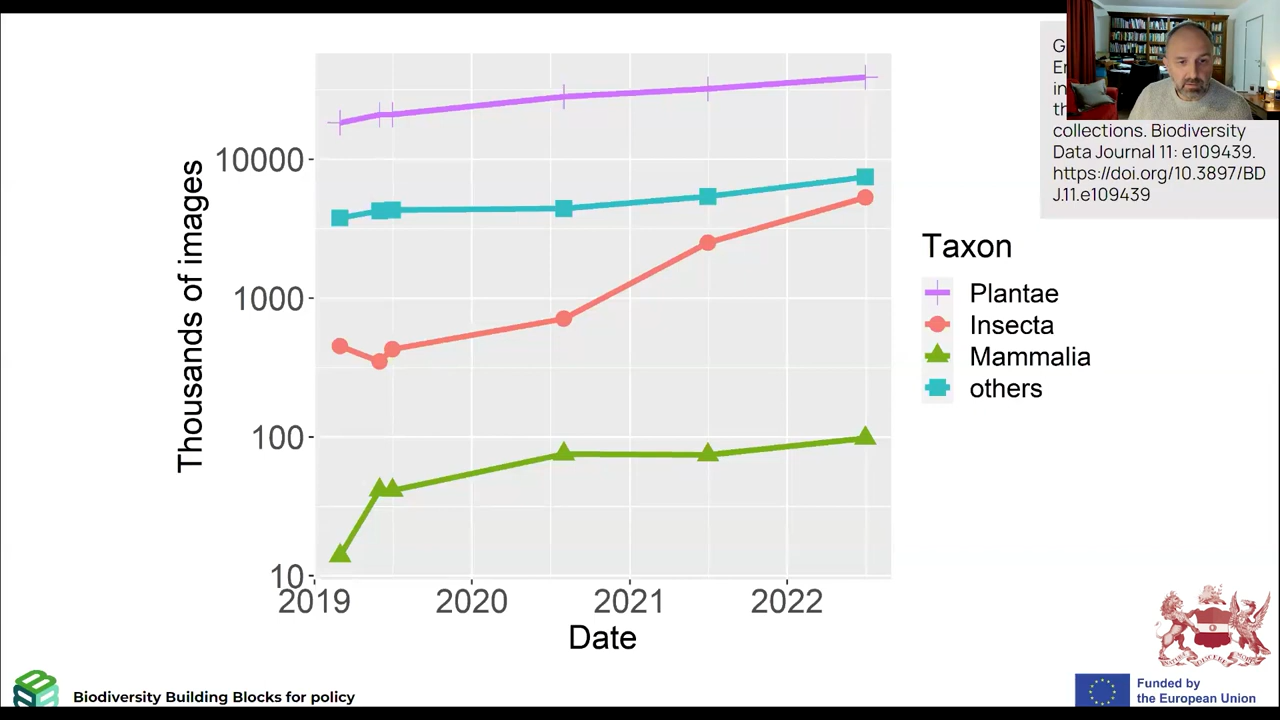 G
collections. Biodiversity
Data Journal 11: e109439.
https://doi.org/10.3897/BD
J.11.e109439
Thousands of images
10000
1000
100
10
2019 2020 2021 2022
Date
Taxon
Plantae
Insecta
Mammalia
others
Biodiversity Building Blocks for policy
Funded by
the European Union